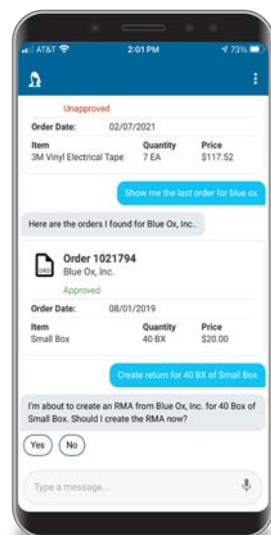 AT&T 2:01 PM 73%
Unapproved
Order Date: 02/07/2021
Item Quantity Price
3M Vinyl Electrical Tape 7 EA $117.52
Show me the last order for blue ox
Here are the orders I found for Blue Ox, Inc..
ORD
Order 1021794
Blue Ox, Inc.
Approved
Order Date: 08/01/2019
Item Quantity Price
Small Box 40 BX $20.00
Create return for 40 BX of Small Box
I'm about to create an RMA from Blue Ox, Inc. for 40 Box of
Small Box. Should I create the RMA now?
Yes No
Type a message...